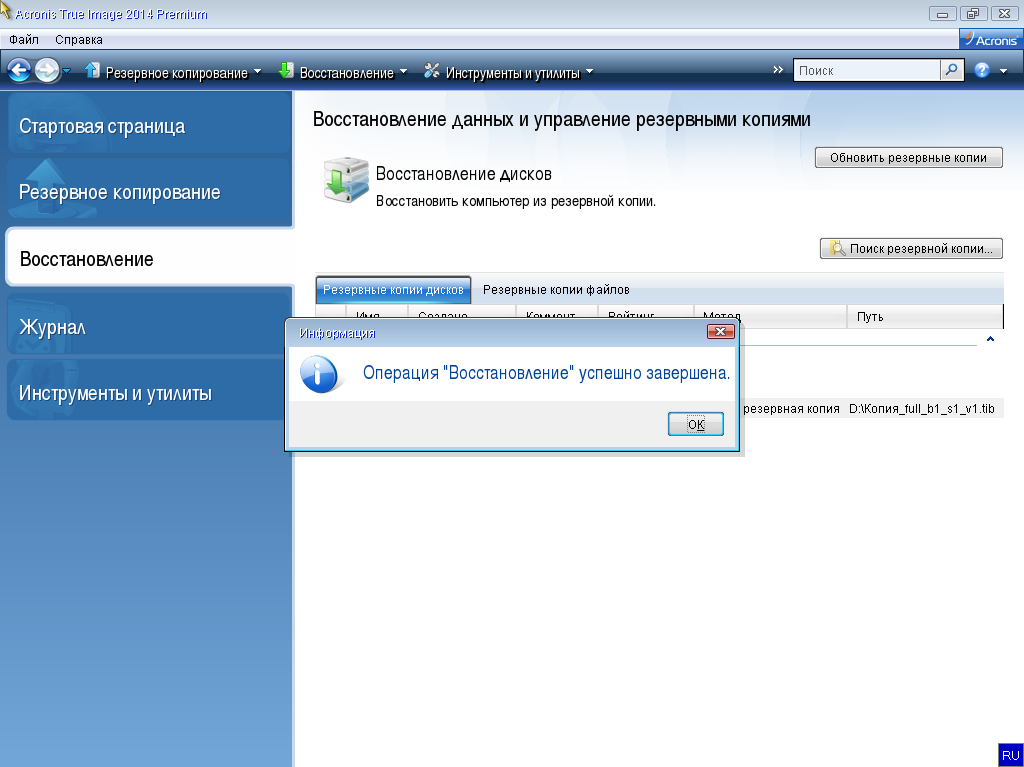 Acronis True Image 2014 Premium
Файл Справка
Acronis
Резервное копирование Восстановление Инструменты и утилиты » Поиск
Стартовая страница
Резервное копирование
Восстановление
Журнал
Инструменты и утилиты
Восстановление данных и управление резервными копиями
Обновить резервные копии
Восстановление дисков
Восстановить компьютер из резервной копии.
Поиск резервной копии...
Резервные копии дисков Резервные копии файлов
Имя Создано Коммент Рейтинг Метод Путь
Информация
Операция "Восстановление" успешно завершена.
резервная копия D:\Копия_full_b1_s1_v1.tib
OK
RU